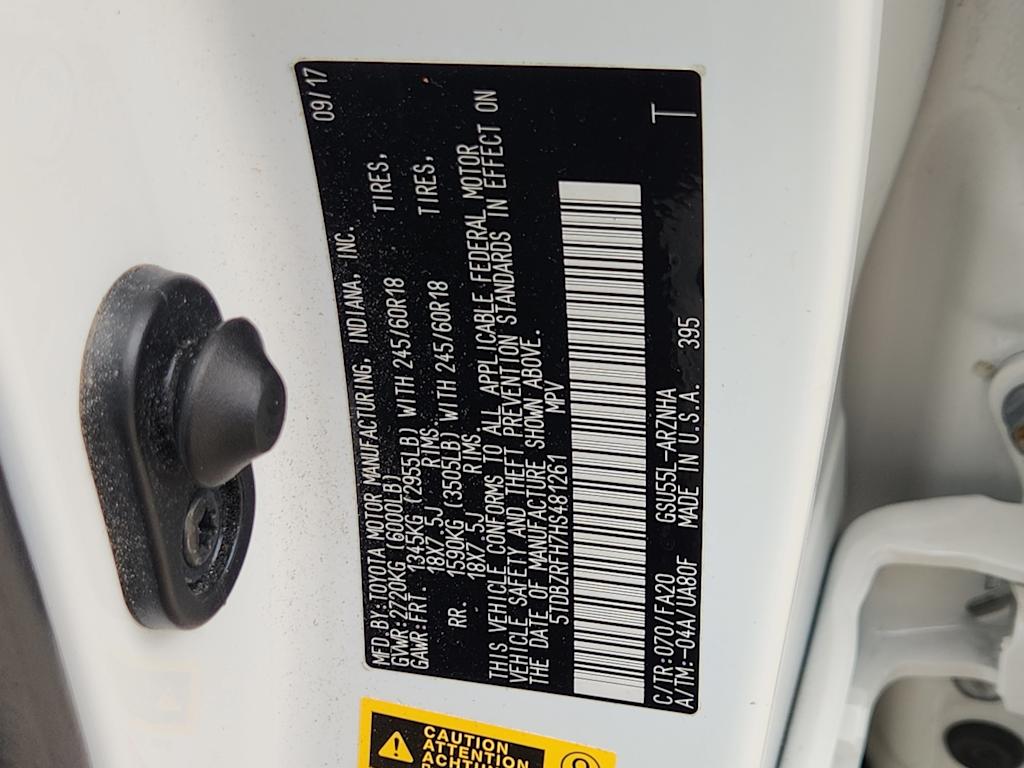 MFD.BY:TOYOTA MOTOR MANUFACTURING, INDIANA, INC. 09/17
GVWR:2720KG (6000LB)
GAWR:FRT. 1345KG (2955LB) WITH 245/60R18 TIRES,
18X7.5J RIMS.
RR. 1590KG (3505LB) WITH 245/60R18 TIRES,
18X7.5J RIMS
THIS VEHICLE CONFORMS TO ALL APPLICABLE FEDERAL MOTOR
VEHICLE SAFETY AND THEFT PREVENTION STANDARDS IN EFFECT ON
THE DATE OF MANUFACTURE SHOWN ABOVE.
5TDBZRFH7HS481261 MPV
C/TR:070/FA20 GSU55L-ARZNHA T
A/TM:-04A/UA80F MADE IN U.S.A. 395
CAUTION
ATTENTION
ACHTUNG